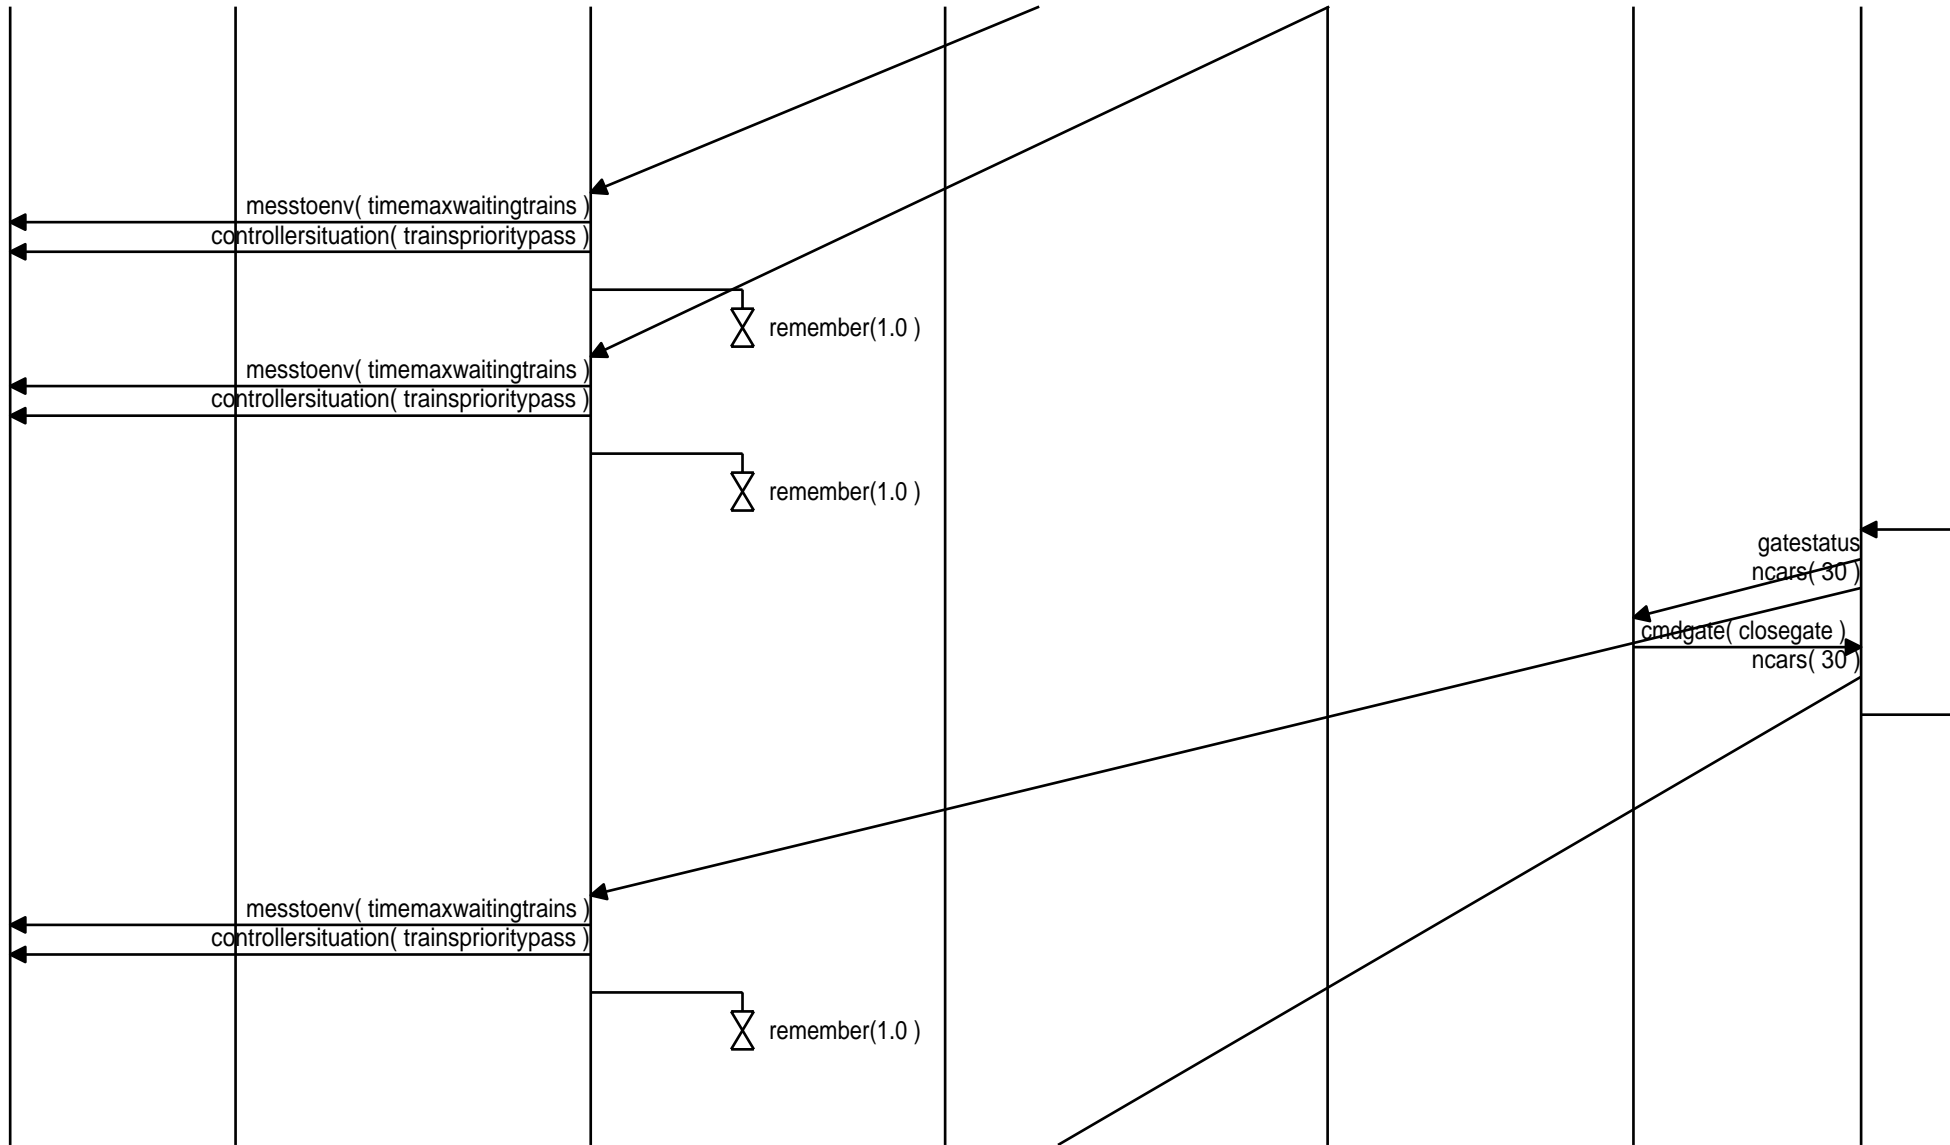 messtoenv( timemaxwaitingtrains )
controllersituation( trainsprioritypass )
remember(1.0 )
messtoenv( timemaxwaitingtrains )
controllersituation( trainsprioritypass )
remember(1.0 )
gatestatus
ncars( 30 )
cmdgate( closegate )
ncars( 30 )
messtoenv( timemaxwaitingtrains )
controllersituation( trainsprioritypass )
remember(1.0 )